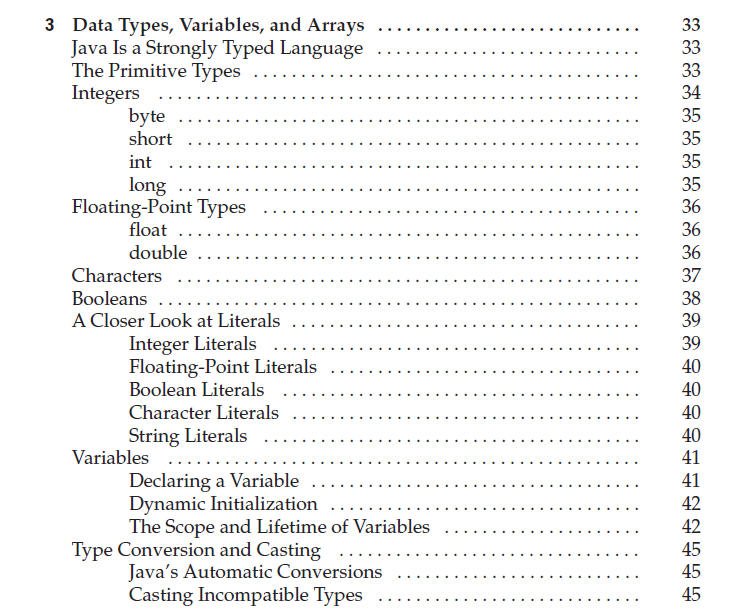 3 Data Types, Variables, and Arrays ............................ 33
Java Is a Strongly Typed Language ............................ 33
The Primitive Types ......................................... 33
Integers ................................................... 34
byte ................................................. 35
short ................................................ 35
int .................................................. 35
long ................................................. 35
Floating-Point Types ........................................ 36
float ................................................. 36
double ............................................... 36
Characters ................................................. 37
Booleans ................................................... 38
A Closer Look at Literals ..................................... 39
Integer Literals ....................................... 39
Floating-Point Literals ................................. 40
Boolean Literals ...................................... 40
Character Literals ..................................... 40
String Literals ........................................ 40
Variables .................................................. 41
Declaring a Variable ................................... 41
Dynamic Initialization ................................. 42
The Scope and Lifetime of Variables ..................... 42
Type Conversion and Casting ................................ 45
Java's Automatic Conversions .......................... 45
Casting Incompatible Types ............................ 45